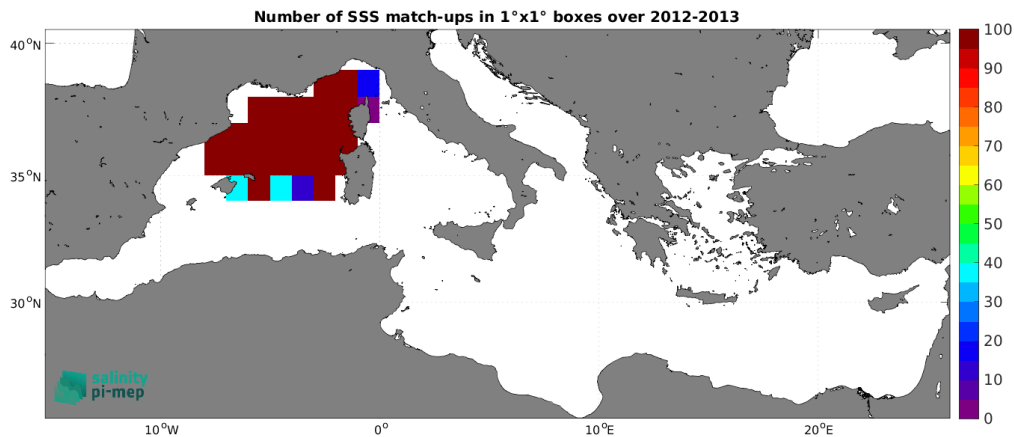 Number of SSS match-ups in 1°x1° boxes over 2012-2013
40°N
35°N
30°N
10°W
0°
10°E
20°E
100
90
80
70
60
50
40
30
20
10
0
salinity
pi-mep